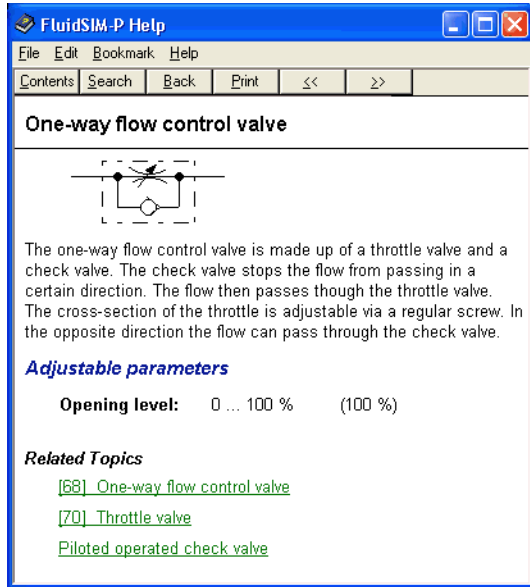 FluidSIM-P Help
File Edit Bookmark Help
Contents Search Back Print << >>
One-way flow control valve
The one-way flow control valve is made up of a throttle valve and a
check valve. The check valve stops the flow from passing in a
certain direction. The flow then passes though the throttle valve.
The cross-section of the throttle is adjustable via a regular screw. In
the opposite direction the flow can pass through the check valve.
Adjustable parameters
Opening level: 0 ... 100 % (100 %)
Related Topics
[68] One-way flow control valve
[70] Throttle valve
Piloted operated check valve